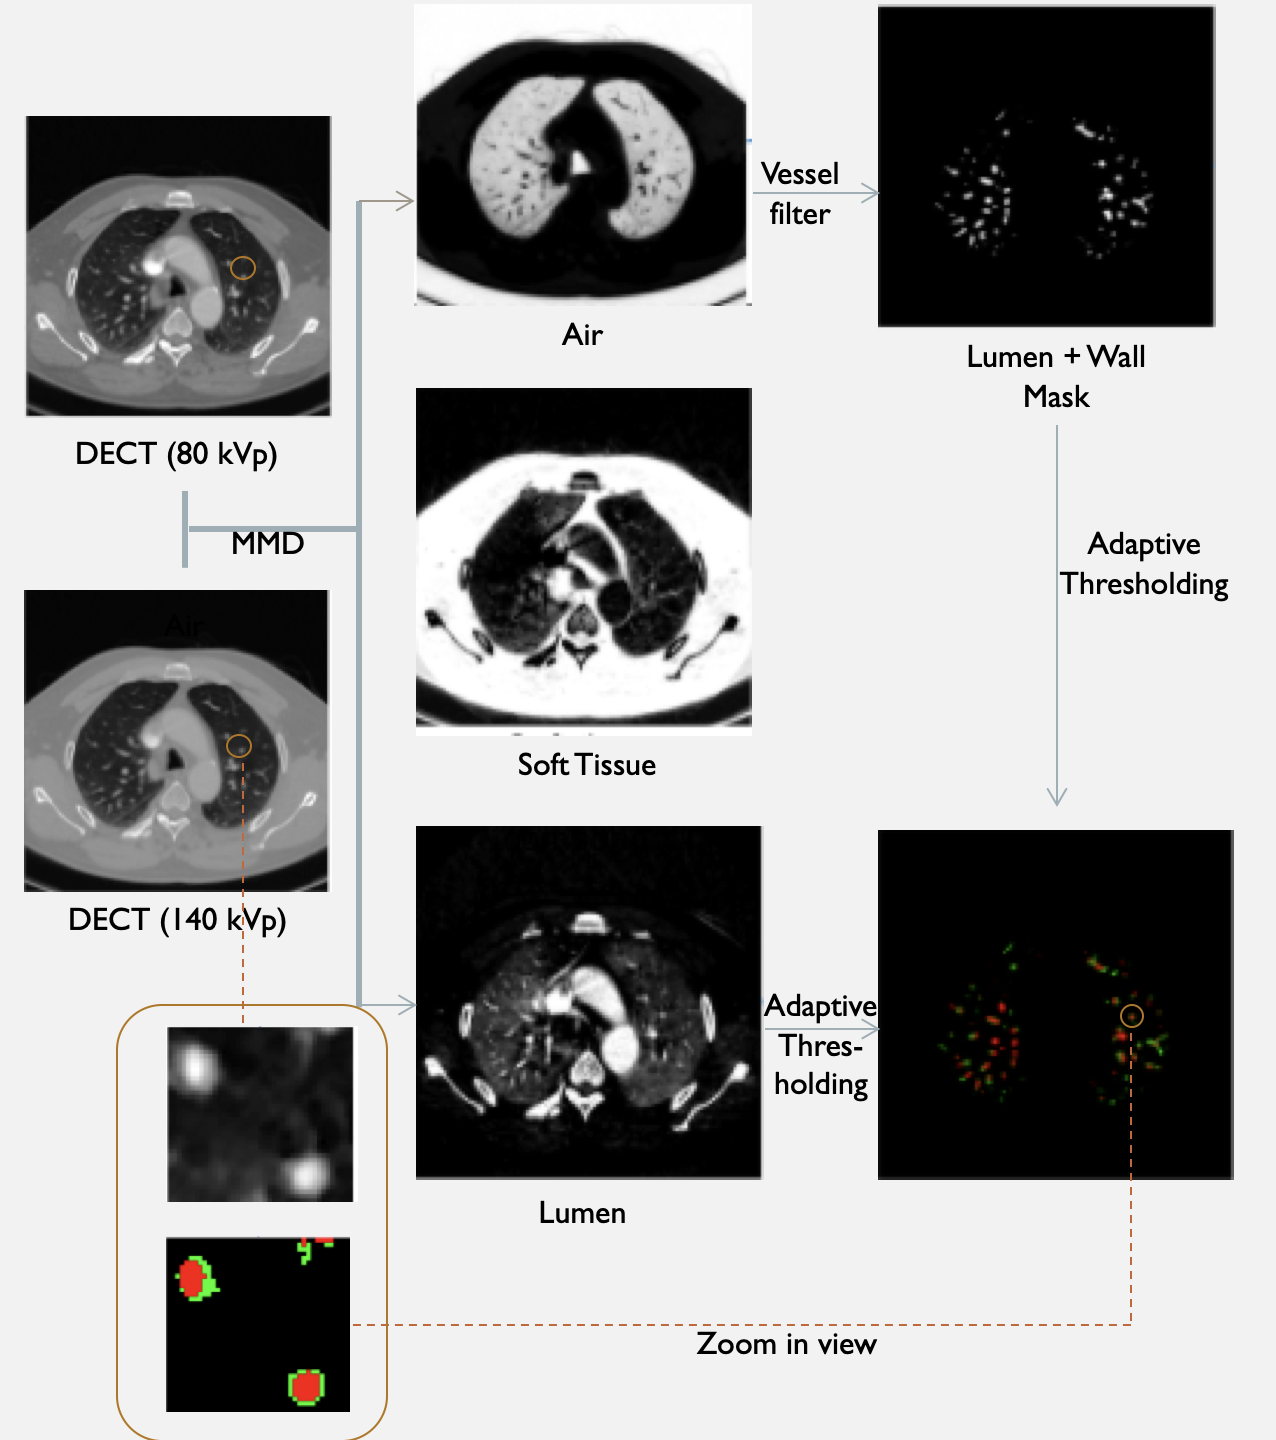 Vessel
filter
Air
Lumen + Wall
Mask
DECT (80 kVp)
MMD
Adaptive
Thresholding
Air
Soft Tissue
DECT (140 kVp)
Adaptive
Thres-
holding
Lumen
Zoom in view